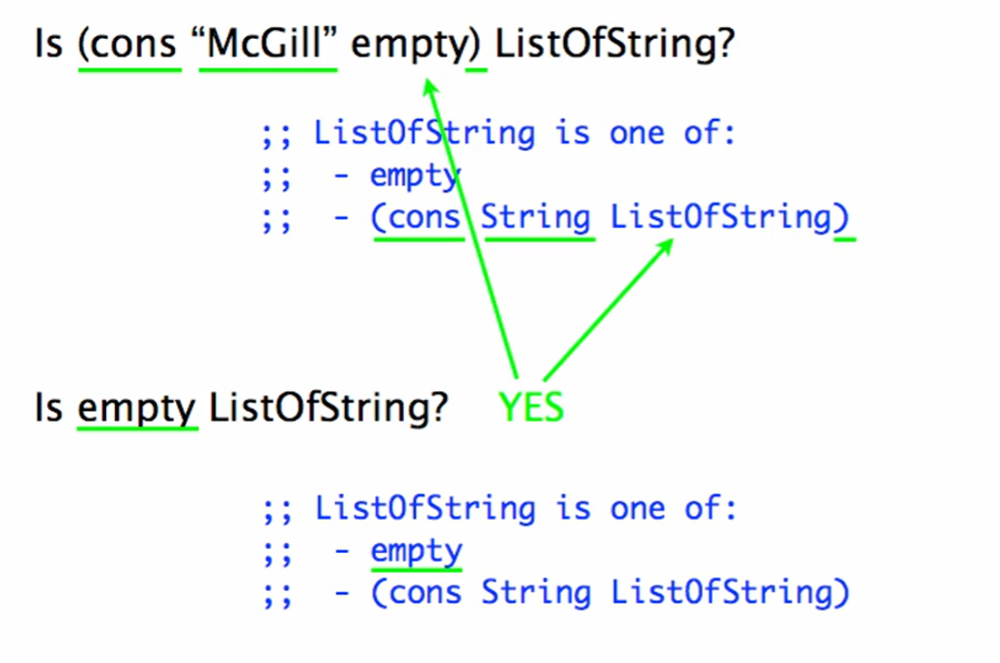 Is (cons “McGill” empty) ListOfString?
;; ListOfString is one of:
;;  - empty
;;  - (cons String ListOfString)
Is empty ListOfString? YES
;; ListOfString is one of:
;;  - empty
;;  - (cons String ListOfString)